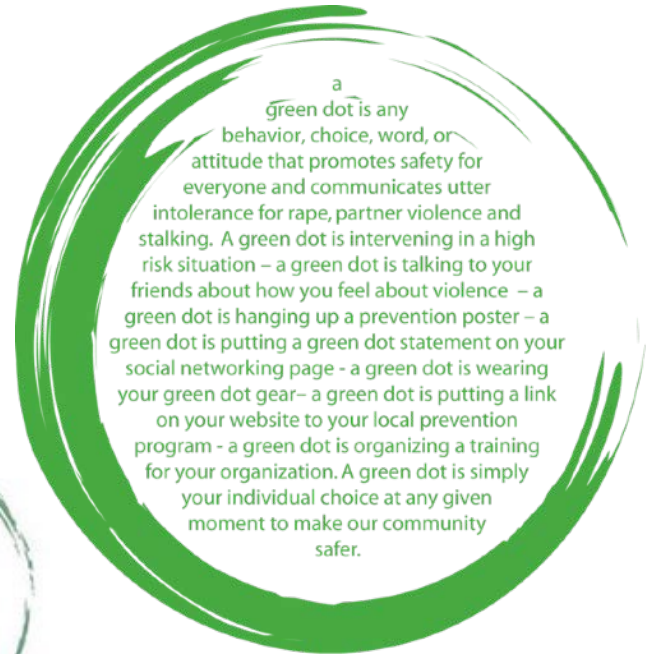 a
green dot is any
behavior, choice, word, or
attitude that promotes safety for
everyone and communicates utter
intolerance for rape, partner violence and
stalking.  A green dot is intervening in a high
risk situation – a green dot is talking to your
friends about how you feel about violence  – a
green dot is hanging up a prevention poster – a
green dot is putting a green dot statement on your
social networking page - a green dot is wearing
your green dot gear– a green dot is putting a link
on your website to your local prevention
program - a green dot is organizing a training
for your organization. A green dot is simply
your individual choice at any given
moment to make our community
safer.